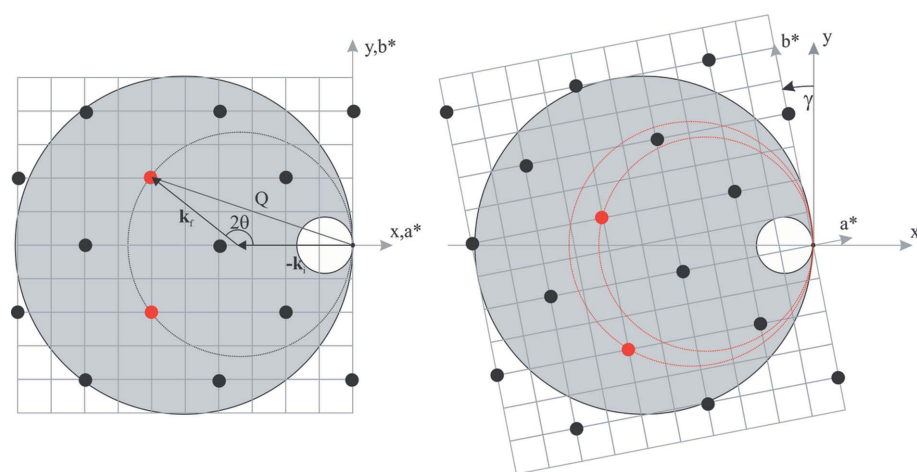 y,b*
Q
k_f
2θ
x,a*
-k_i
b*
y
γ
a*
x